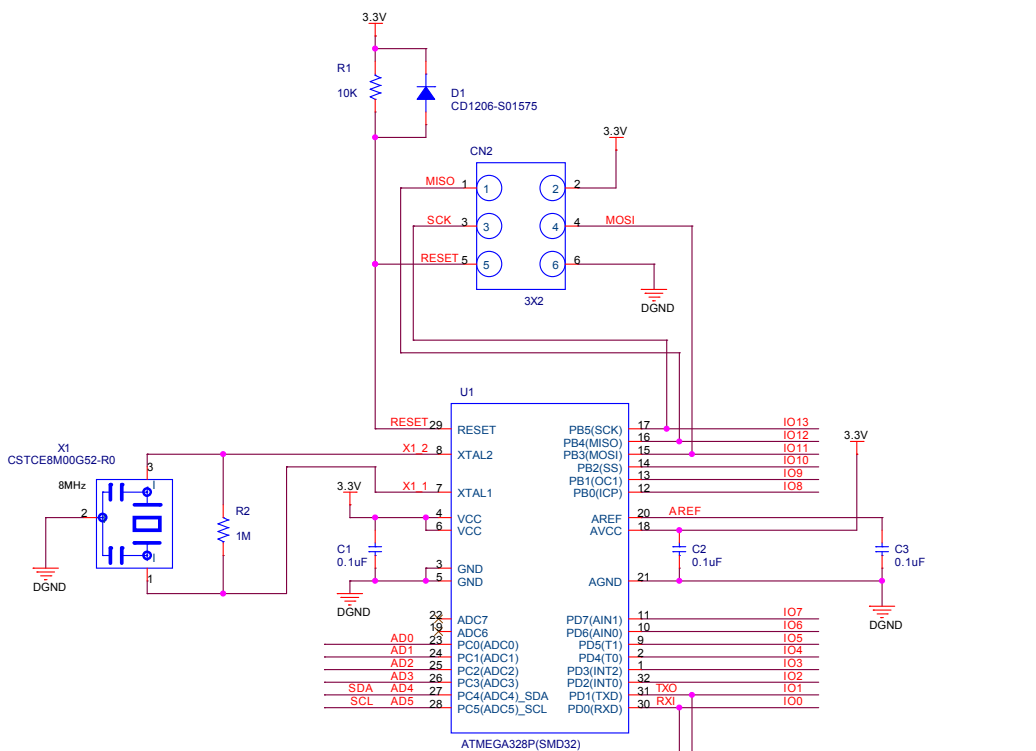 3.3V
R1
10K
D1
CD1206-S01575
3.3V
CN2
MISO 1 1 2 2
SCK 3 3 4 4 MOSI
RESET 5 5 6 6
3X2
DGND
U1
RESET 29 RESET PB5(SCK) 17 IO13
PB4(MISO) 16 IO12
X1_2 8 XTAL2 PB3(MOSI) 15 IO11
PB2(SS) 14 IO10
PB1(OC1) 13 IO9
X1_1 7 XTAL1 PB0(ICP) 12 IO8
3.3V
X1
CSTCE8M00G52-R0
8MHz
3
2
1
DGND
R2
1M
3.3V
4 VCC AREF 20 AREF
6 VCC AVCC 18
C1
0.1uF
C2
0.1uF
C3
0.1uF
3 GND
5 GND AGND 21
DGND
DGND
22 ADC7 PD7(AIN1) 11 IO7
19 ADC6 PD6(AIN0) 10 IO6
AD0 23 PC0(ADC0) PD5(T1) 9 IO5
AD1 24 PC1(ADC1) PD4(T0) 2 IO4
AD2 25 PC2(ADC2) PD3(INT2) 1 IO3
AD3 26 PC3(ADC3) PD2(INT0) 32 IO2
SDA AD4 27 PC4(ADC4)_SDA PD1(TXD) 31 TXO IO1
SCL AD5 28 PC5(ADC5)_SCL PD0(RXD) 30 RXI IO0
ATMEGA328P(SMD32)